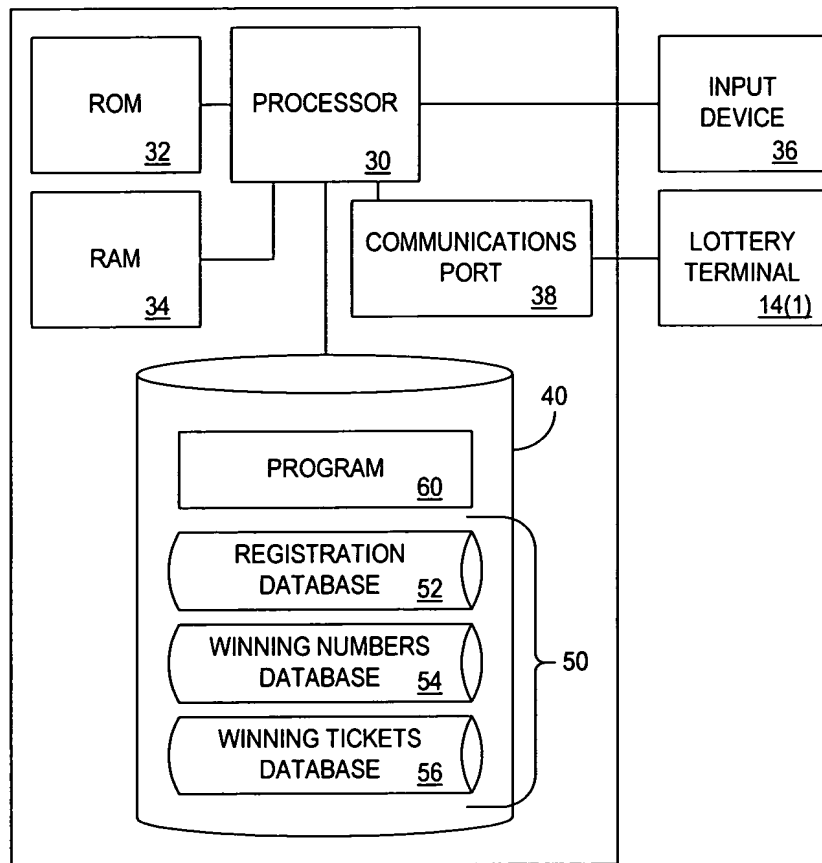 ROM
32
PROCESSOR
30
INPUT
DEVICE
36
RAM
34
COMMUNICATIONS
PORT
38
LOTTERY
TERMINAL
14(1)
40
PROGRAM
60
REGISTRATION
DATABASE
52
WINNING NUMBERS
DATABASE
54
50
WINNING TICKETS
DATABASE
56